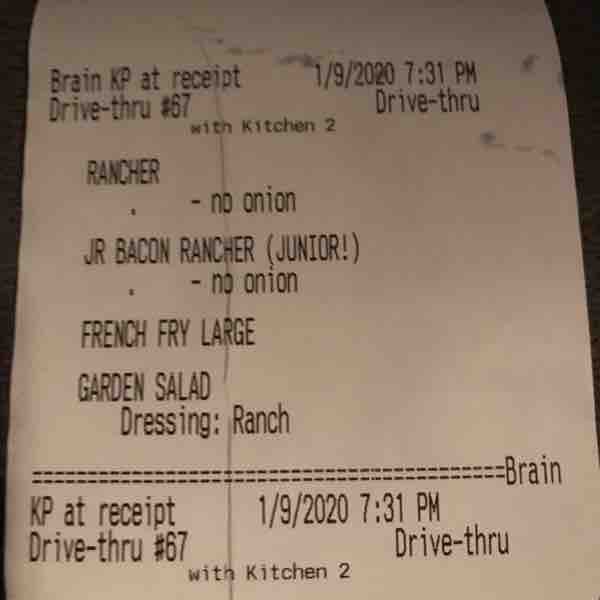 Brain KP at receipt 1/9/2020 7:31 PM
Drive-thru #67 Drive-thru
with Kitchen 2
RANCHER
. - no onion
JR BACON RANCHER (JUNIOR!)
. - no onion
FRENCH FRY LARGE
GARDEN SALAD
Dressing: Ranch
==========================================Brain
KP at receipt 1/9/2020 7:31 PM
Drive-thru #67 Drive-thru
with Kitchen 2